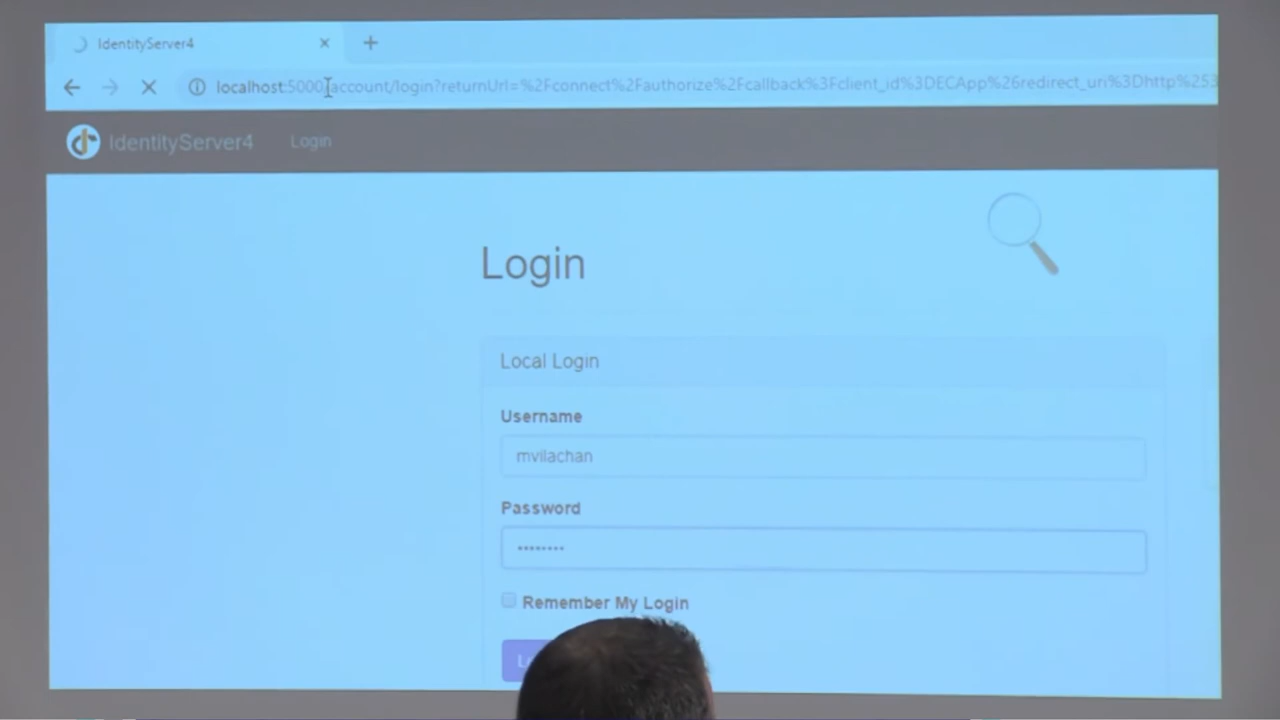 IdentityServer4
localhost:5000/account/login?returnUrl=%2Fconnect%2Fauthorize%2Fcallback%3Fclient_id%3DECApp%26redirect_uri%3Dhttp%253
IdentityServer4 Login
Login
Local Login
Username
mvilachan
Password
••••••••
Remember My Login